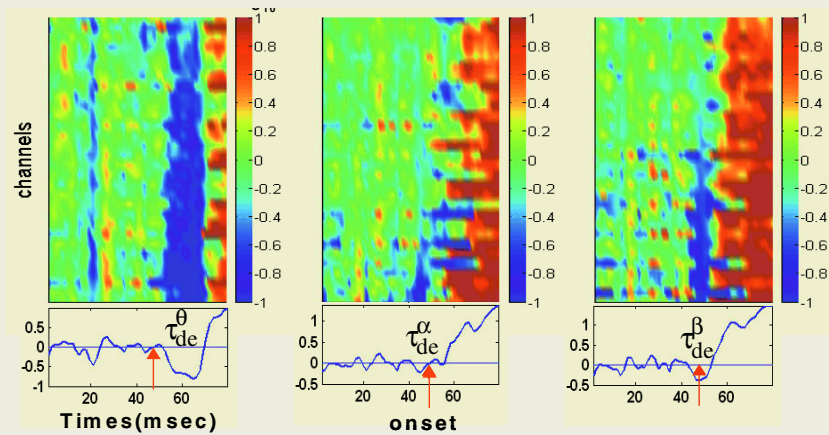 1 1 1
0.8 0.8 0.8
0.6 0.6 0.6
0.4 0.4 0.4
0.2 0.2 0.2
channels
0 0 0
-0.2 -0.2 -0.2
-0.4 -0.4 -0.4
-0.6 -0.6 -0.6
-0.8 -0.8 -0.8
-1 -1 -1
0.5 0 -0.5 -1
τ_de^θ
1 0.5 0 -0.5
τ_de^α
1 0.5 0 -0.5
τ_de^β
20 40 60 20 40 60 20 40 60
Times(msec) onset